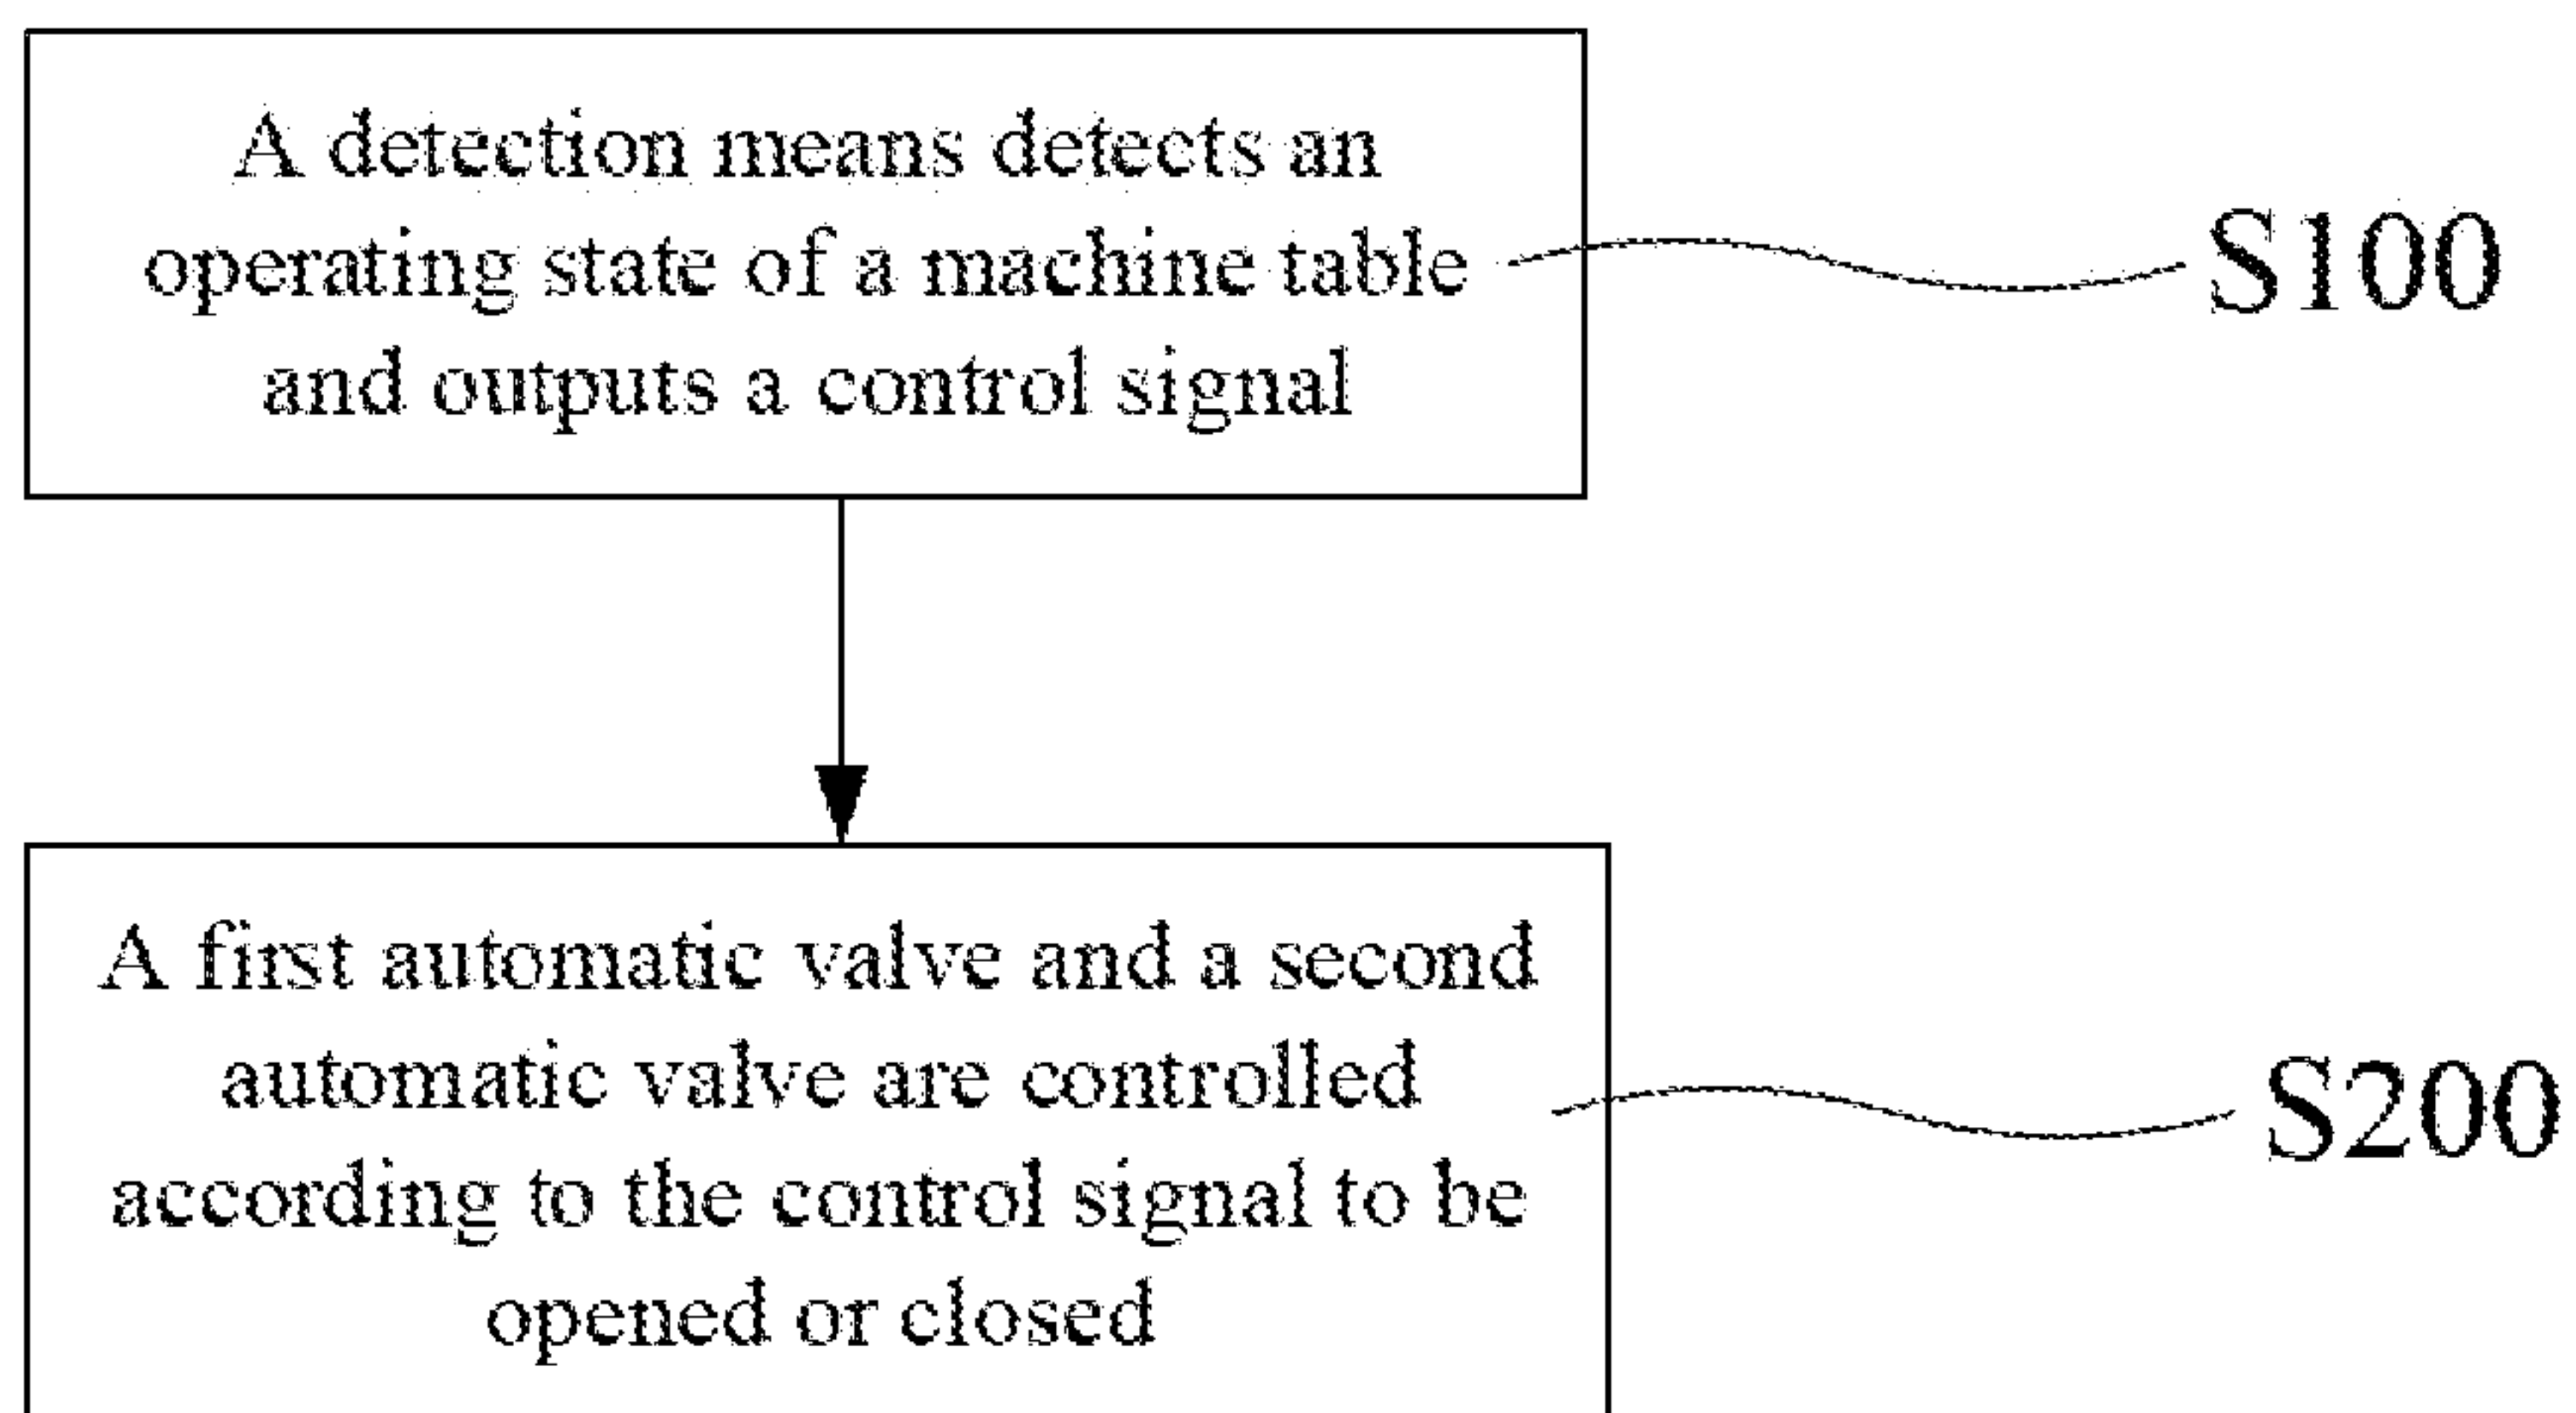 A detection means detects an
operating state of a machine table
and outputs a control signal
S100
A first automatic valve and a second
automatic valve are controlled
according to the control signal to be
opened or closed
S200